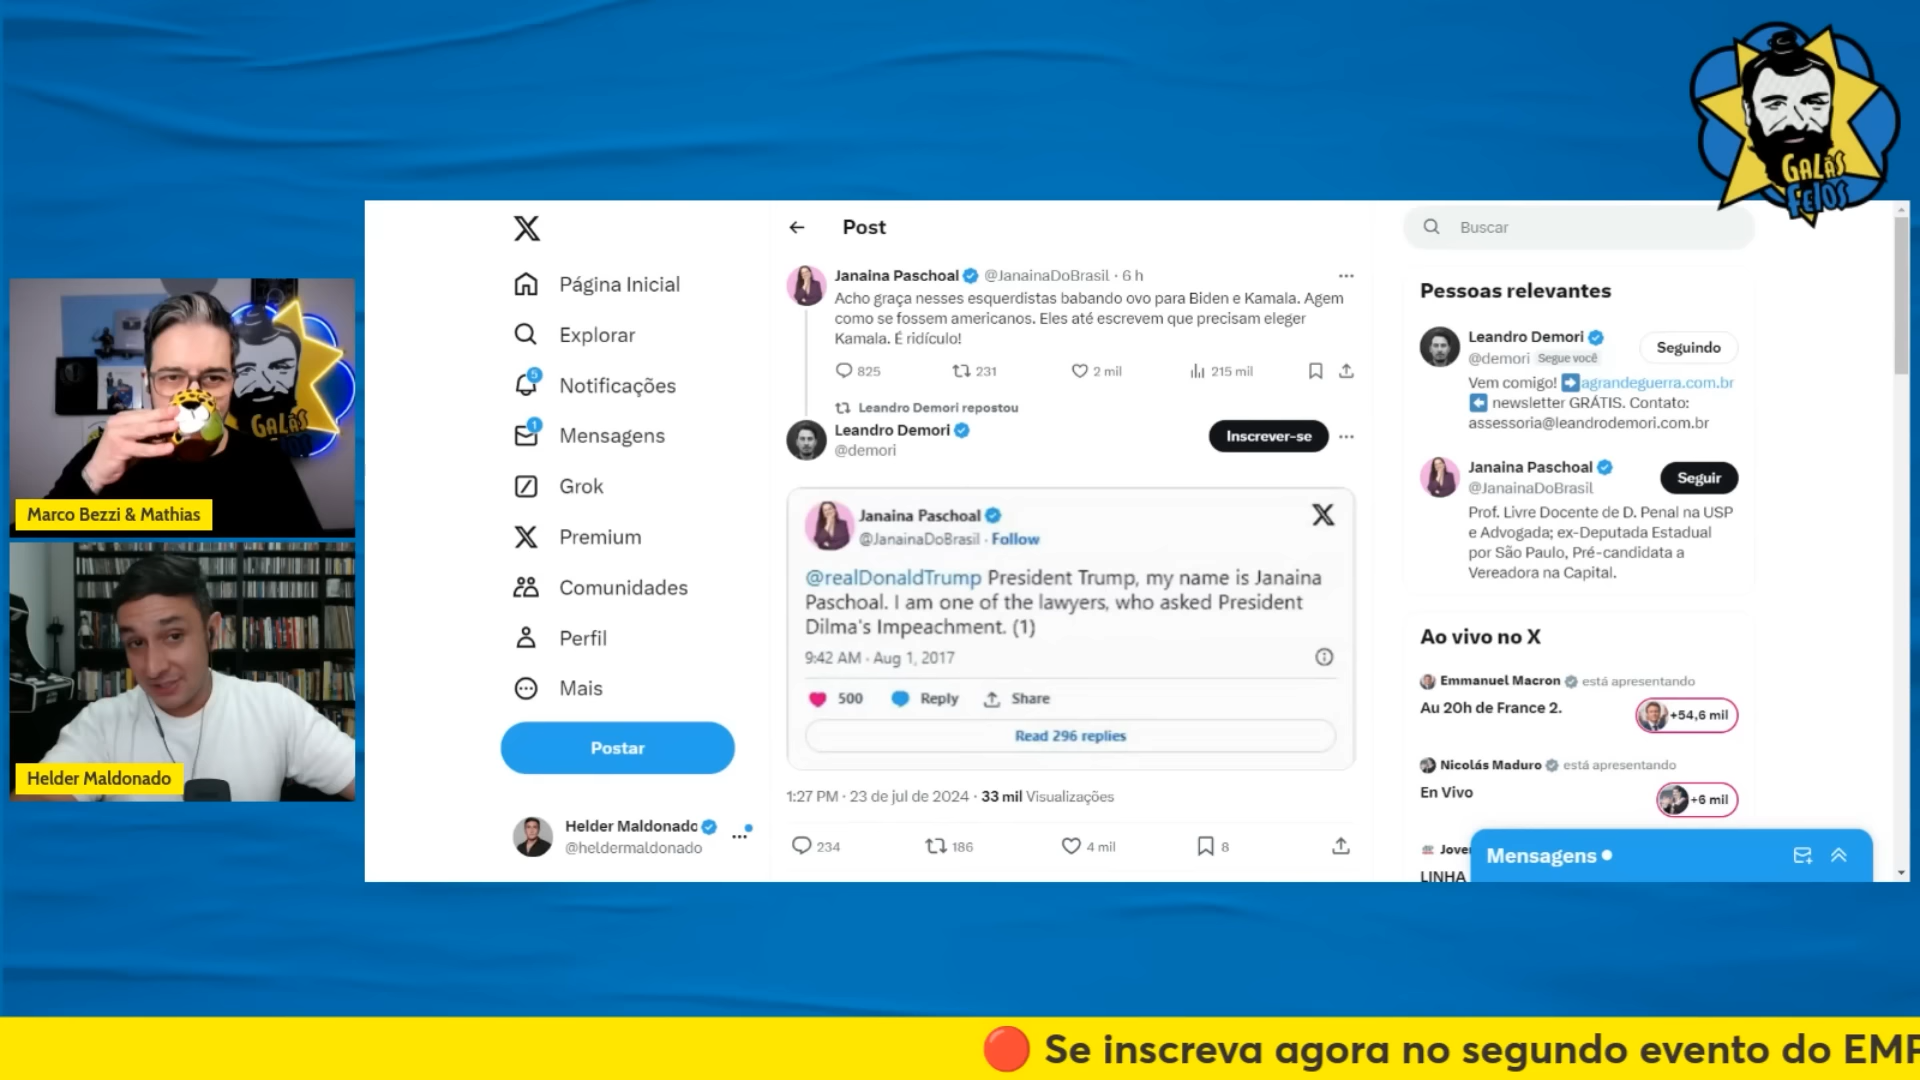 GALÃS
FEIOS
GALÃS
Marco Bezzi & Mathias
Helder Maldonado
Página Inicial
Explorar
5
Notificações
1
Mensagens
Grok
Premium
Comunidades
Perfil
Mais
Postar
Helder Maldonado
@heldermaldonado
Post
Janaina Paschoal @JanainaDoBrasil · 6 h
Acho graça nesses esquerdistas babando ovo para Biden e Kamala. Agem
como se fossem americanos. Eles até escrevem que precisam eleger
Kamala. É ridículo!
825 231 2 mil 215 mil
Leandro Demori repostou
Leandro Demori
@demori
Inscrever-se
Janaina Paschoal
@JanainaDoBrasil · Follow
@realDonaldTrump President Trump, my name is Janaina
Paschoal. I am one of the lawyers, who asked President
Dilma's Impeachment. (1)
9:42 AM · Aug 1, 2017
500 Reply Share
Read 296 replies
1:27 PM · 23 de jul de 2024 · 33 mil Visualizações
234 186 4 mil 8
Buscar
Pessoas relevantes
Leandro Demori
@demori Segue você
Seguindo
Vem comigo! agrandeguerra.com.br
newsletter GRÁTIS. Contato:
assessoria@leandrodemori.com.br
Janaina Paschoal
@JanainaDoBrasil
Seguir
Prof. Livre Docente de D. Penal na USP
e Advogada; ex-Deputada Estadual
por São Paulo, Pré-candidata a
Vereadora na Capital.
Ao vivo no X
Emmanuel Macron está apresentando
Au 20h de France 2.
+54,6 mil
Nicolás Maduro está apresentando
En Vivo
+6 mil
Jove
LINHA
Mensagens
Se inscreva agora no segundo evento do EMP